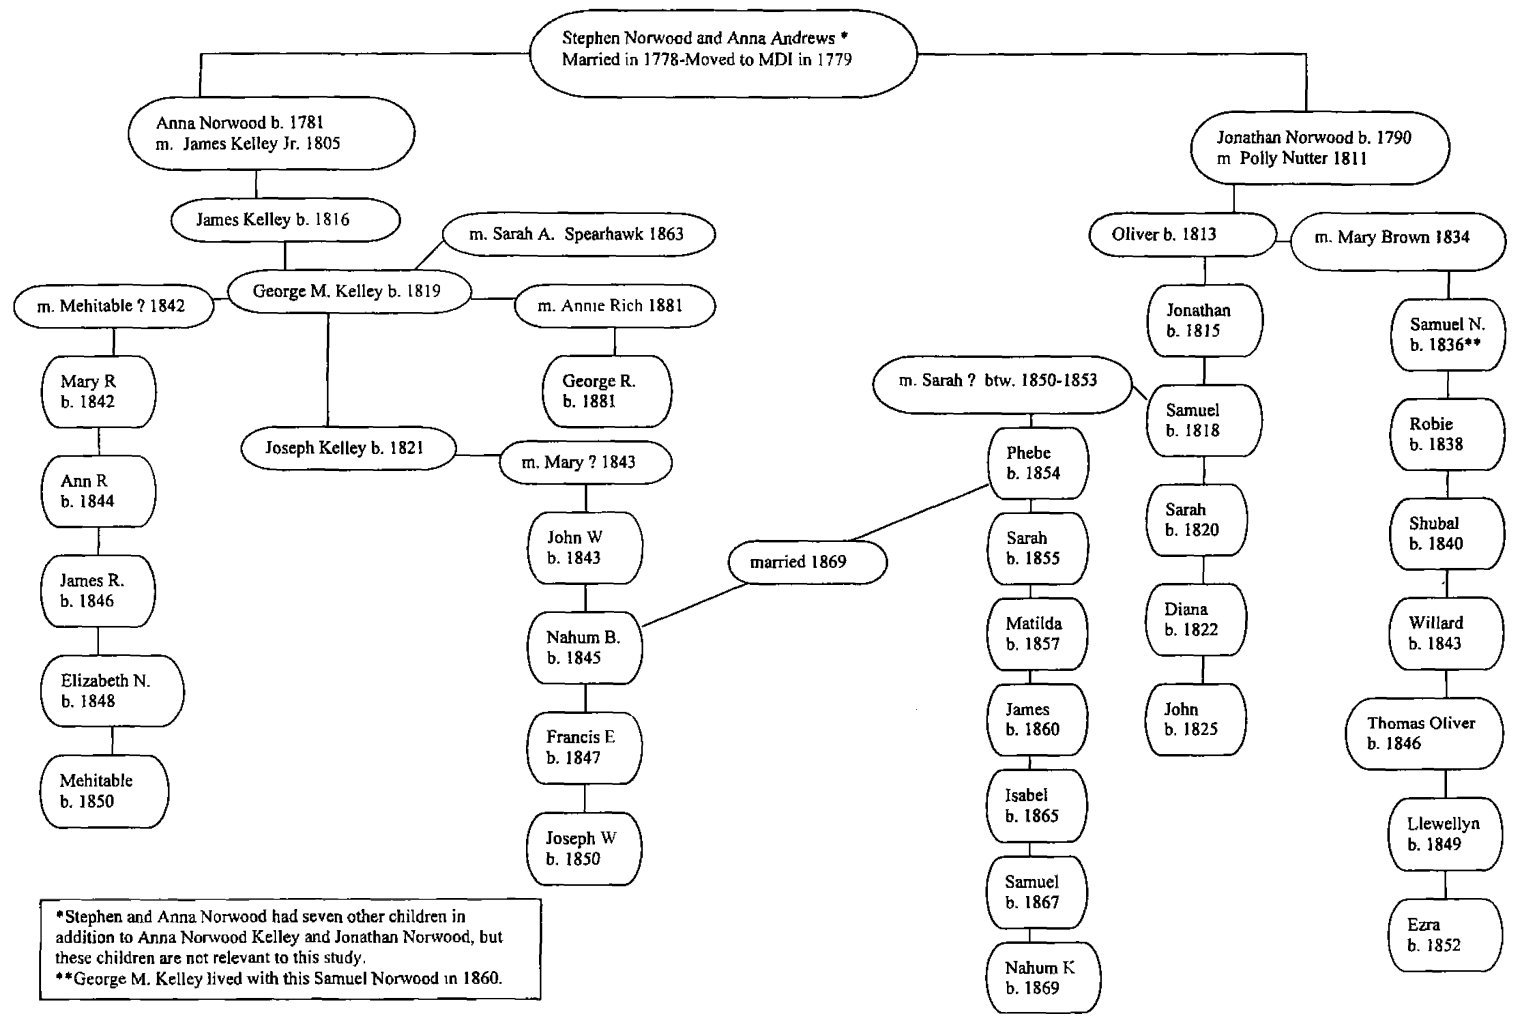 Stephen Norwood and Anna Andrews *
Married in 1778-Moved to MDI in 1779
Anna Norwood b. 1781
m. James Kelley Jr. 1805
Jonathan Norwood b. 1790
m Polly Nutter 1811
James Kelley b. 1816
m. Sarah A. Spearhawk 1863
Oliver b. 1813
m. Mary Brown 1834
George M. Kelley b. 1819
m. Mehitable ? 1842
m. Annie Rich 1881
Mary R
b. 1842
Ann R
b. 1844
James R.
b. 1846
Elizabeth N.
b. 1848
Mehitable
b. 1850
George R.
b. 1881
Joseph Kelley b. 1821
m. Mary ? 1843
John W
b. 1843
Nahum B.
b. 1845
Francis E
b. 1847
Joseph W
b. 1850
married 1869
m. Sarah ? btw. 1850-1853
Phebe
b. 1854
Sarah
b. 1855
Matilda
b. 1857
James
b. 1860
Isabel
b. 1865
Samuel
b. 1867
Nahum K
b. 1869
Jonathan
b. 1815
Samuel
b. 1818
Sarah
b. 1820
Diana
b. 1822
John
b. 1825
Samuel N.
b. 1836**
Robie
b. 1838
Shubal
b. 1840
Willard
b. 1843
Thomas Oliver
b. 1846
Llewellyn
b. 1849
Ezra
b. 1852
*Stephen and Anna Norwood had seven other children in
addition to Anna Norwood Kelley and Jonathan Norwood, but
these children are not relevant to this study.
**George M. Kelley lived with this Samuel Norwood in 1860.